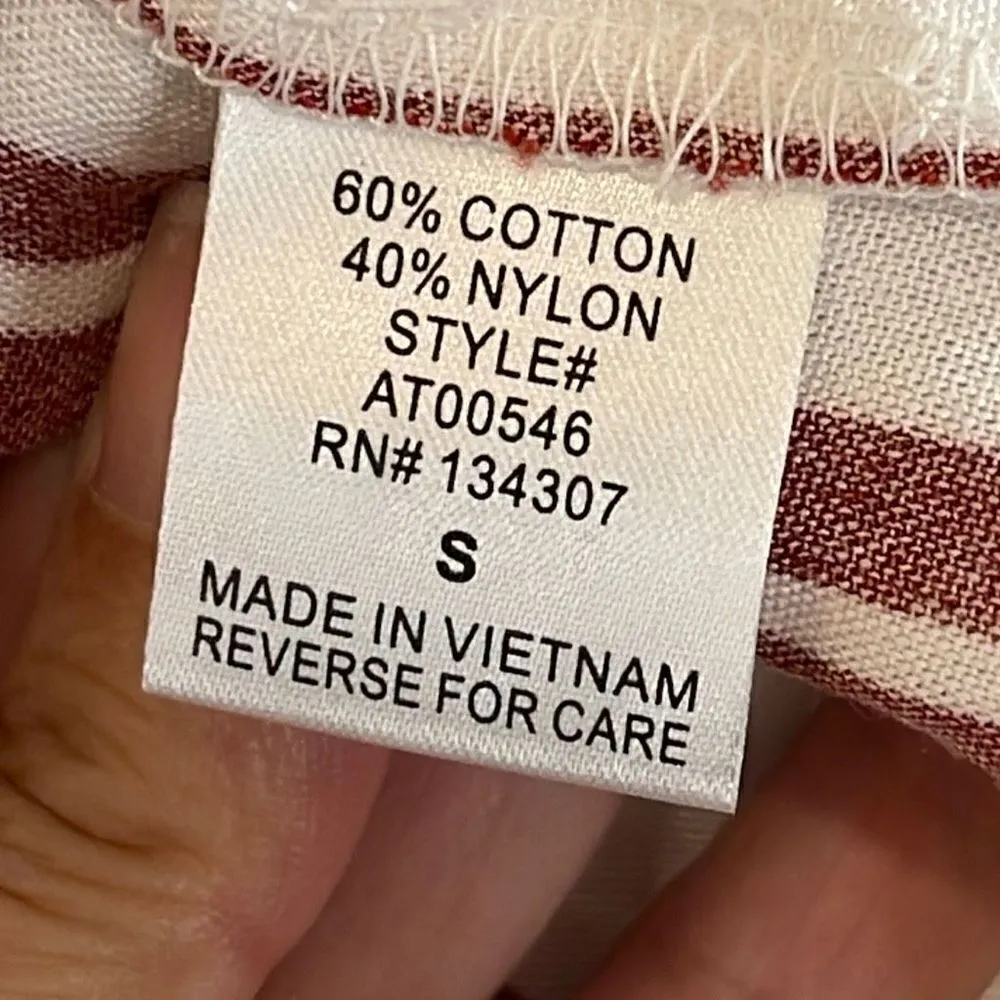 60% COTTON
40% NYLON
STYLE#
AT00546
RN# 134307
S
MADE IN VIETNAM
REVERSE FOR CARE